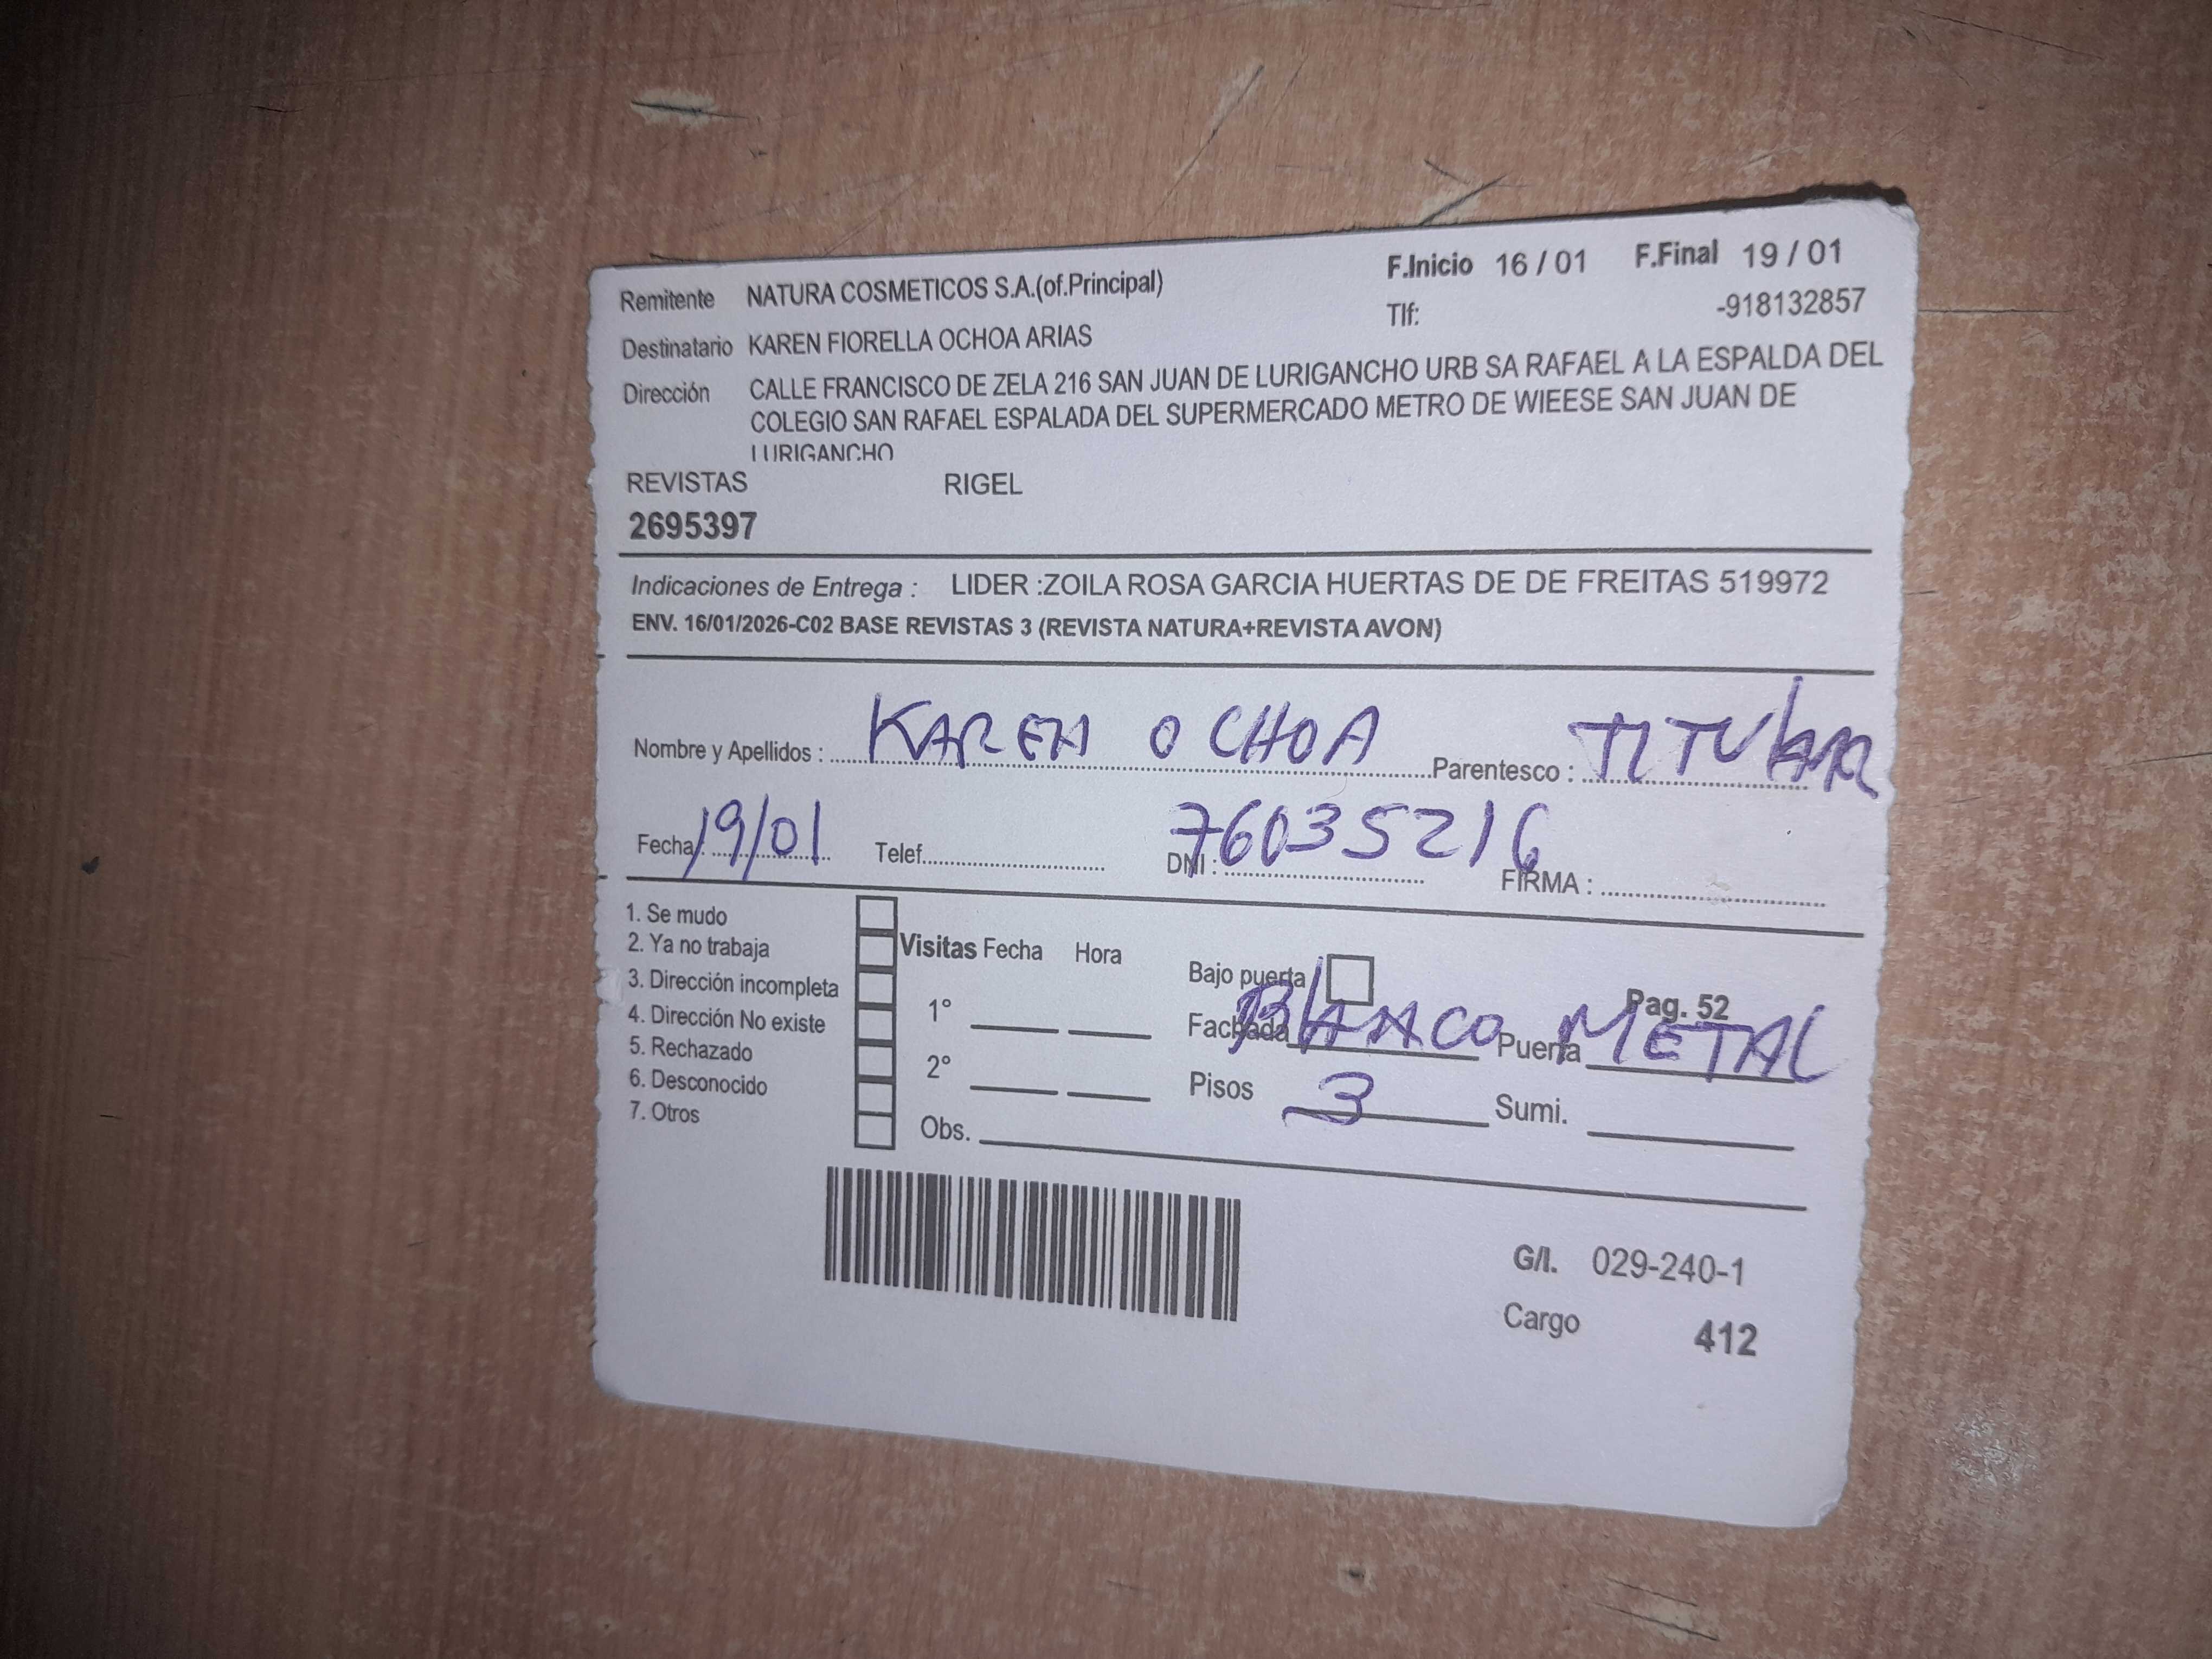 Remitente NATURA COSMETICOS S.A.(of.Principal) F.Inicio 16 / 01 F.Final 19 / 01
Tlf: -918132857
Destinatario KAREN FIORELLA OCHOA ARIAS
Dirección CALLE FRANCISCO DE ZELA 216 SAN JUAN DE LURIGANCHO URB SA RAFAEL A LA ESPALDA DEL
COLEGIO SAN RAFAEL ESPALADA DEL SUPERMERCADO METRO DE WIEESE SAN JUAN DE
LURIGANCHO
REVISTAS RIGEL
2695397
Indicaciones de Entrega : LIDER :ZOILA ROSA GARCIA HUERTAS DE DE FREITAS 519972
ENV. 16/01/2026-C02 BASE REVISTAS 3 (REVISTA NATURA+REVISTA AVON)
Nombre y Apellidos : KAREN OCHOA Parentesco : TITULAR
Fecha: 19/01 Telef. DNI : 76035216 FIRMA :
1. Se mudo
2. Ya no trabaja
3. Dirección incompleta
4. Dirección No existe
5. Rechazado
6. Desconocido
7. Otros
Visitas Fecha Hora
1°
2°
Obs.
Bajo puerta Pag. 52
Fachada BLANCO Puerta METAL
Pisos 3 Sumi.
G/I. 029-240-1
Cargo 412